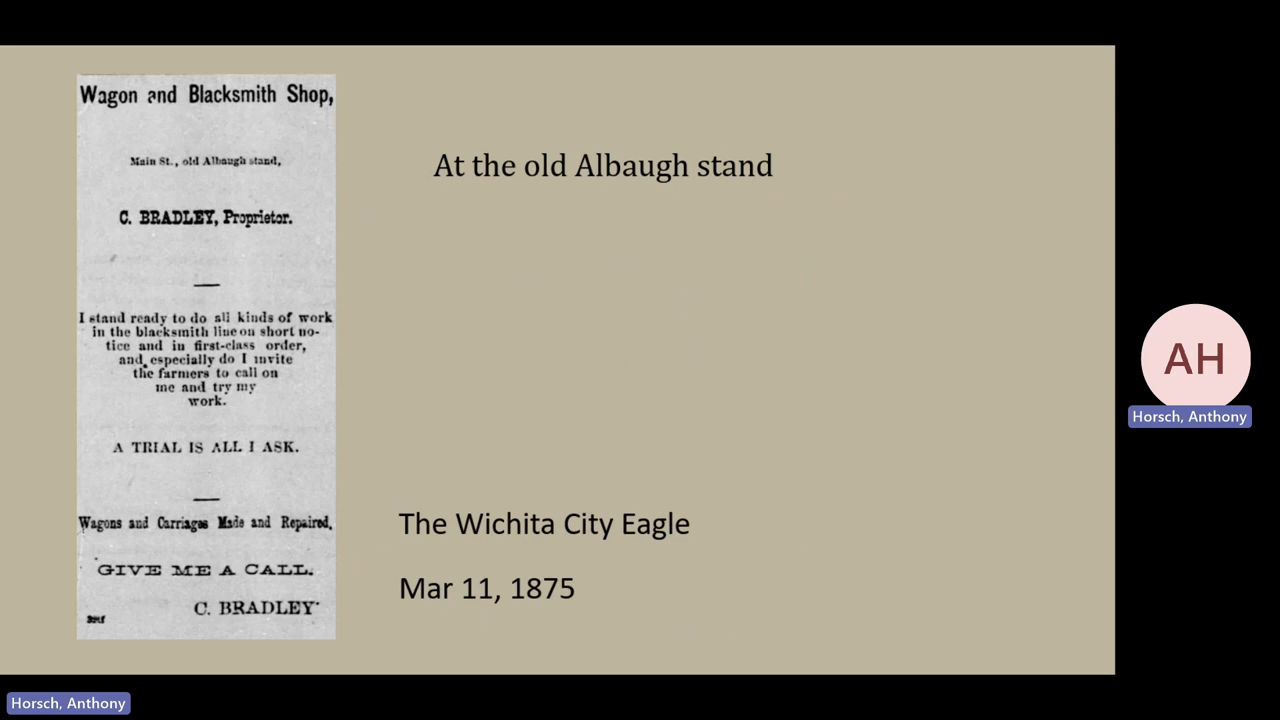 Wagon and Blacksmith Shop,
Main St., old Albaugh stand,
C. BRADLEY, Proprietor.
I stand ready to do all kinds of work
in the blacksmith line on short no-
tice and in first-class order,
and especially do I invite
the farmers to call on
me and try my
work.
A TRIAL IS ALL I ASK.
Wagons and Carriages Made and Repaired.
GIVE ME A CALL.
C. BRADLEY
At the old Albaugh stand
The Wichita City Eagle
Mar 11, 1875
AH
Horsch, Anthony
Horsch, Anthony